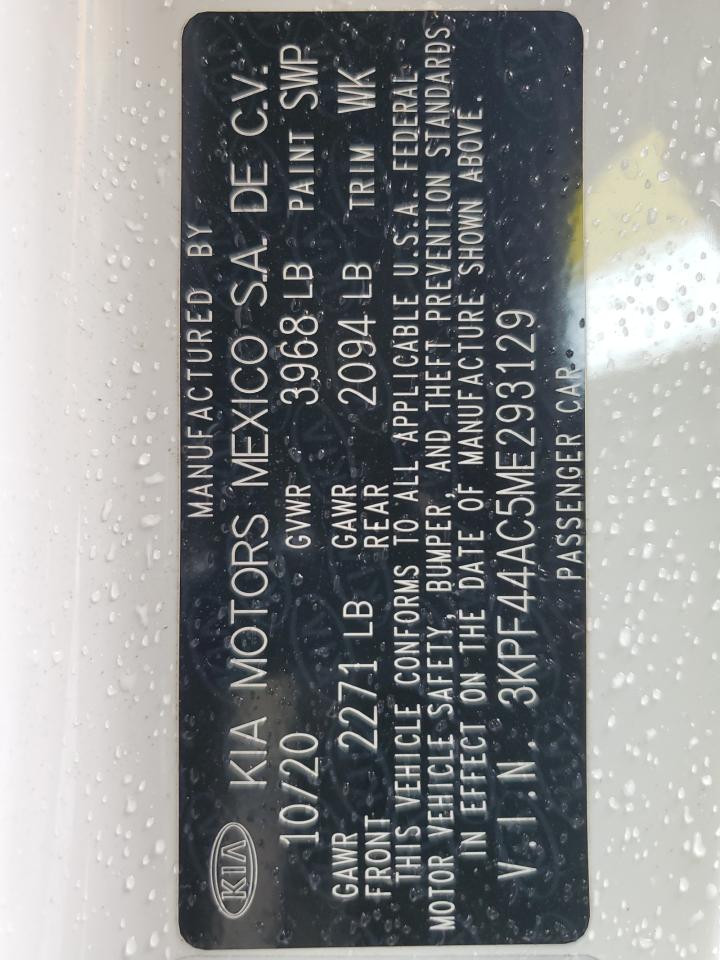 MANUFACTURED BY
KIA KIA MOTORS MEXICO S.A. DE C.V.
10/20 GVWR 3968 LB PAINT SWP
GAWR FRONT 2271 LB GAWR REAR 2094 LB TRIM WK
THIS VEHICLE CONFORMS TO ALL APPLICABLE U.S.A. FEDERAL
MOTOR VEHICLE SAFETY, BUMPER, AND THEFT PREVENTION STANDARDS
IN EFFECT ON THE DATE OF MANUFACTURE SHOWN ABOVE.
V.I.N. 3KPF44AC5ME293129
PASSENGER CAR